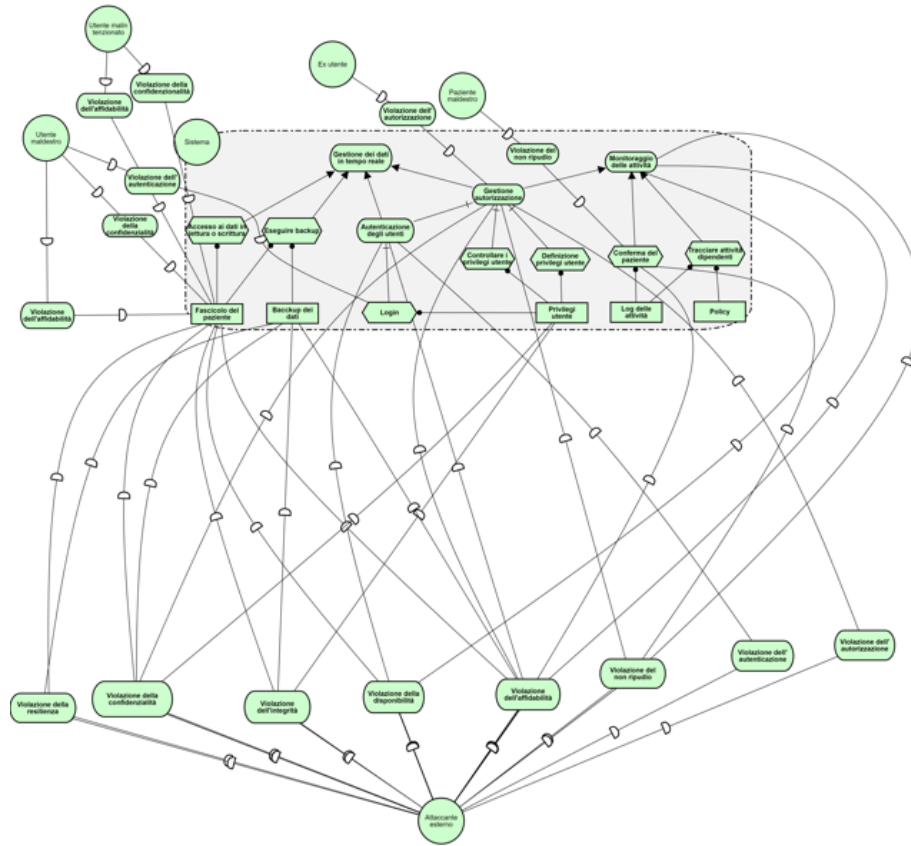 Utente malin
tenzionato
Ex utente
Violazione della
confidenzionalità
Paziente
maldestro
Violazione
dell'affidabilità
Violazione dell'
autorizzazione
Utente
maldestro
Sistema
Violazione del
non ripudio
Gestione dei dati
in tempo reale
Monitoraggio
delle attività
Violazione dell'
autenticazione
Gestione
autorizzazione
Violazione
della
confidenzialità
Accesso ai dati in
lettura o scrittura
Eseguire backup
Autenticazione
degli utenti
Controllare i
privilegi utente
Definizione
privilegi utente
Conferma del
paziente
Tracciare attività
dipendenti
Violazione
dell'affidabilità
Fascicolo del
paziente
Bacckup dei
dati
Login
Privilegi
utente
Log delle
attività
Policy
Violazione della
resilienza
Violazione della
confidenzialità
Violazione
dell'integrità
Violazione della
disponibilità
Violazione
dell'affidabilità
Violazione del
non ripudio
Violazione dell'
autenticazione
Violazione dell'
autorizzazione
Attaccante
esterno